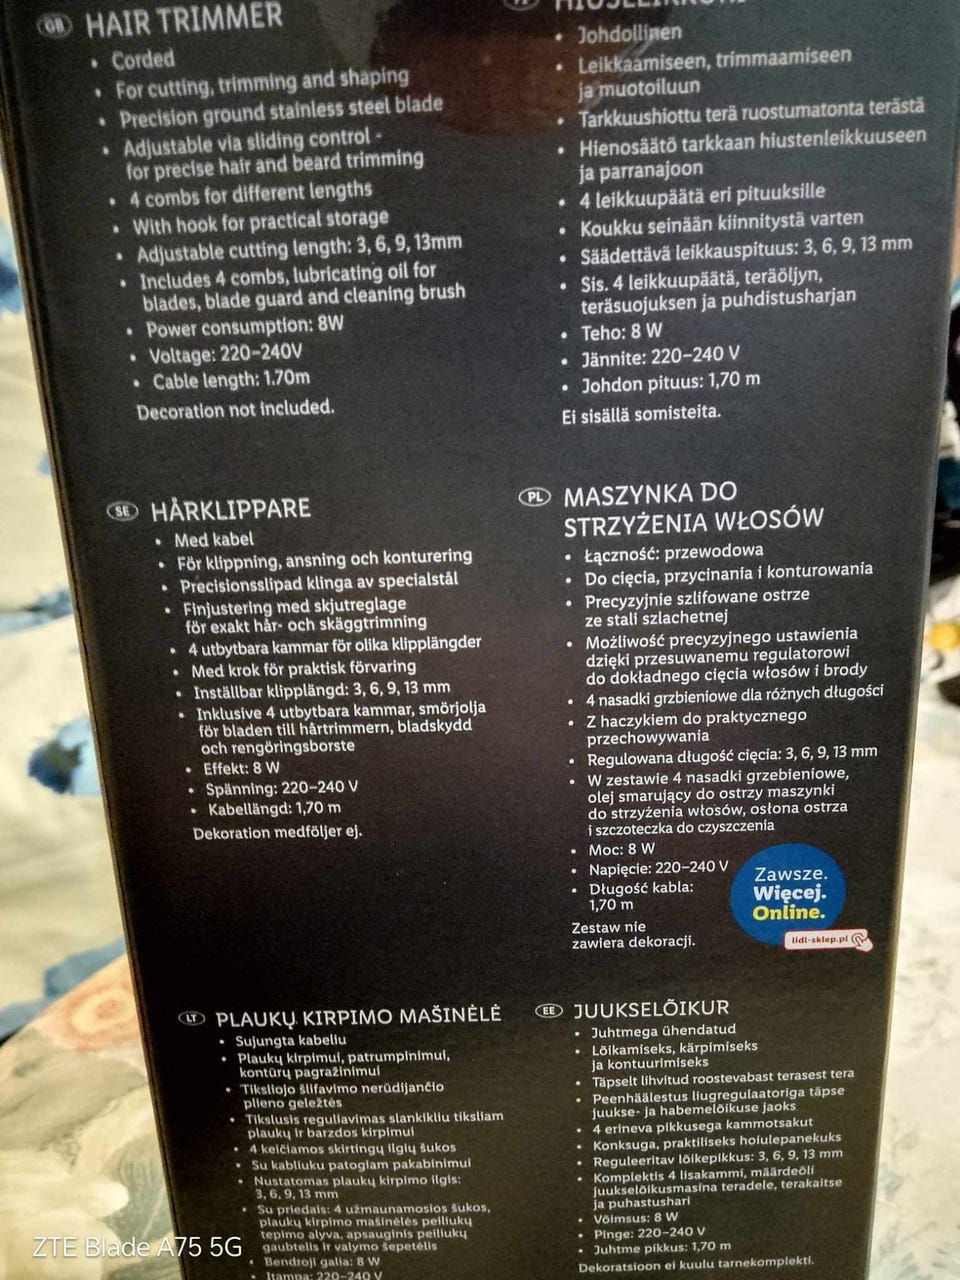 GB HAIR TRIMMER
• Corded
• For cutting, trimming and shaping
• Precision ground stainless steel blade
• Adjustable via sliding control -
for precise hair and beard trimming
• 4 combs for different lengths
• With hook for practical storage
• Adjustable cutting length: 3, 6, 9, 13mm
• Includes 4 combs, lubricating oil for
blades, blade guard and cleaning brush
• Power consumption: 8W
• Voltage: 220-240V
• Cable length: 1.70m
Decoration not included.
• Johdollinen
• Leikkaamiseen, trimmaamiseen
ja muotoiluun
• Tarkkuushiottu terä ruostumatonta terästä
• Hienosäätö tarkkaan hiustenleikkuuseen
ja parranajoon
• 4 leikkuupäätä eri pituuksille
• Koukku seinään kiinnitystä varten
• Säädettävä leikkauspituus: 3, 6, 9, 13 mm
• Sis. 4 leikkuupäätä, teräöljyn,
teräsuojuksen ja puhdistusharjan
• Teho: 8 W
• Jännite: 220–240 V
• Johdon pituus: 1,70 m
Ei sisällä somisteita.
SE HÅRKLIPPARE
• Med kabel
• För klippning, ansning och konturering
• Precisionsslipad klinga av specialstål
• Finjustering med skjutreglage
för exakt hår- och skäggtrimning
• 4 utbytbara kammar för olika klipplängder
• Med krok för praktisk förvaring
• Inställbar klipplängd: 3, 6, 9, 13 mm
• Inklusive 4 utbytbara kammar, smörjolja
för bladen till hårtrimmern, bladskydd
och rengöringsborste
• Effekt: 8 W
• Spänning: 220–240 V
• Kabellängd: 1,70 m
Dekoration medföljer ej.
PL MASZYNKA DO
STRZYŻENIA WŁOSÓW
• Łączność: przewodowa
• Do cięcia, przycinania i konturowania
• Precyzyjnie szlifowane ostrze
ze stali szlachetnej
• Możliwość precyzyjnego ustawienia
dzięki przesuwanemu regulatorowi
do dokładnego cięcia włosów i brody
• 4 nasadki grzbieniowe dla różnych długości
• Z haczykiem do praktycznego
przechowywania
• Regulowana długość cięcia: 3, 6, 9, 13 mm
• W zestawie 4 nasadki grzebieniowe,
olej smarujący do ostrzy maszynki
do strzyżenia włosów, osłona ostrza
i szczoteczka do czyszczenia
• Moc: 8 W
• Napięcie: 220–240 V
• Długość kabla:
1,70 m
Zestaw nie
zawiera dekoracji.
Zawsze.
Więcej.
Online.
lidl-sklep.pl
LT PLAUKŲ KIRPIMO MAŠINĖLĖ
• Sujungta kabeliu
• Plaukų kirpimui, patrumpinimui,
kontūrų pagražinimui
• Tiksliojo šlifavimo nerūdijančio
plieno geležtės
• Tikslusis reguliavimas slankikliu tiksliam
plaukų ir barzdos kirpimui
• 4 keičiamos skirtingų ilgių šukos
• Su kabliuku patogiam pakabinimui
• Nustatomas plaukų kirpimo ilgis:
3, 6, 9, 13 mm
• Su priedais: 4 užmaunamosios šukos,
plaukų kirpimo mašinėlės peiliukų
tepimo alyva, apsauginis peiliukų
gaubtelis ir valymo šepetėlis
• Bendroji galia: 8 W
• Įtampa: 220–240 V
EE JUUKSELÕIKUR
• Juhtmega ühendatud
• Lõikamiseks, kärpimiseks
ja kontuurimiseks
• Täpselt lihvitud roostevabast terasest tera
• Peenhäälestus liugregulaatoriga täpse
juukse- ja habemelõikuse jaoks
• 4 erineva pikkusega kammotsakut
• Konksuga, praktiliseks hoiulepanekuks
• Reguleeritav lõikepikkus: 3, 6, 9, 13 mm
• Komplektis 4 lisakammi, määrdeõli
juukselõikusmasina teradele, terakaitse
ja puhastushari
• Võimsus: 8 W
• Pinge: 220–240 V
• Juhtme pikkus: 1,70 m
Dekoratsioon ei kuulu tarnekomplekti.
ZTE Blade A75 5G